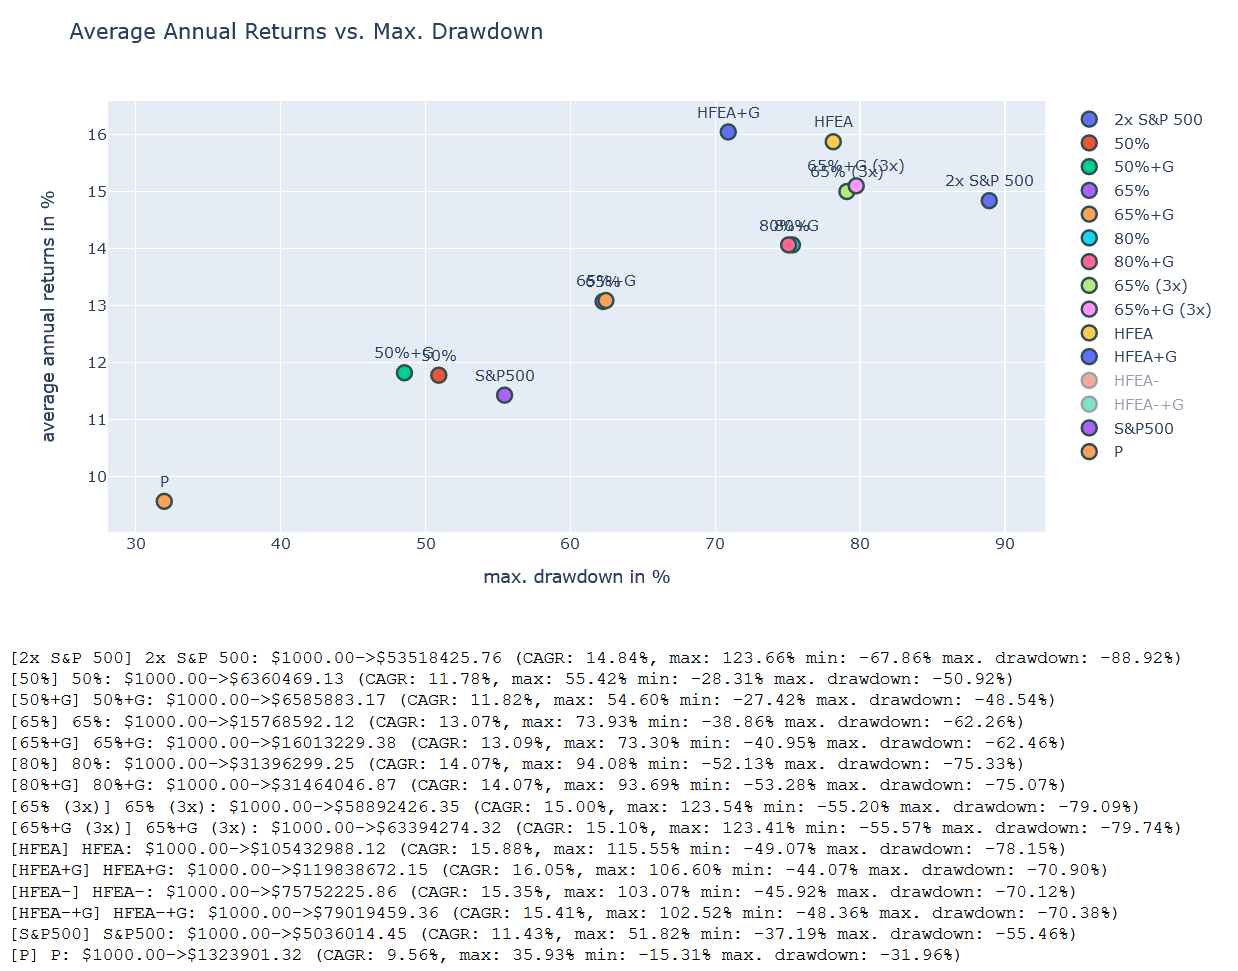 Average Annual Returns vs. Max. Drawdown
HFEA+G
HFEA
65%+G (3x)
65% (3x)
2x S&P 500
80%
80%+G
65%
65%+G
50%+G
50%
S&P500
P
16
15
14
13
12
11
10
average annual returns in %
30 40 50 60 70 80 90
max. drawdown in %
2x S&P 500
50%
50%+G
65%
65%+G
80%
80%+G
65% (3x)
65%+G (3x)
HFEA
HFEA+G
HFEA-
HFEA-+G
S&P500
P
[2x S&P 500] 2x S&P 500: $1000.00->$53518425.76 (CAGR: 14.84%, max: 123.66% min: -67.86% max. drawdown: -88.92%)
[50%] 50%: $1000.00->$6360469.13 (CAGR: 11.78%, max: 55.42% min: -28.31% max. drawdown: -50.92%)
[50%+G] 50%+G: $1000.00->$6585883.17 (CAGR: 11.82%, max: 54.60% min: -27.42% max. drawdown: -48.54%)
[65%] 65%: $1000.00->$15768592.12 (CAGR: 13.07%, max: 73.93% min: -38.86% max. drawdown: -62.26%)
[65%+G] 65%+G: $1000.00->$16013229.38 (CAGR: 13.09%, max: 73.30% min: -40.95% max. drawdown: -62.46%)
[80%] 80%: $1000.00->$31396299.25 (CAGR: 14.07%, max: 94.08% min: -52.13% max. drawdown: -75.33%)
[80%+G] 80%+G: $1000.00->$31464046.87 (CAGR: 14.07%, max: 93.69% min: -53.28% max. drawdown: -75.07%)
[65% (3x)] 65% (3x): $1000.00->$58892426.35 (CAGR: 15.00%, max: 123.54% min: -55.20% max. drawdown: -79.09%)
[65%+G (3x)] 65%+G (3x): $1000.00->$63394274.32 (CAGR: 15.10%, max: 123.41% min: -55.57% max. drawdown: -79.74%)
[HFEA] HFEA: $1000.00->$105432988.12 (CAGR: 15.88%, max: 115.55% min: -49.07% max. drawdown: -78.15%)
[HFEA+G] HFEA+G: $1000.00->$119838672.15 (CAGR: 16.05%, max: 106.60% min: -44.07% max. drawdown: -70.90%)
[HFEA-] HFEA-: $1000.00->$75752225.86 (CAGR: 15.35%, max: 103.07% min: -45.92% max. drawdown: -70.12%)
[HFEA-+G] HFEA-+G: $1000.00->$79019459.36 (CAGR: 15.41%, max: 102.52% min: -48.36% max. drawdown: -70.38%)
[S&P500] S&P500: $1000.00->$5036014.45 (CAGR: 11.43%, max: 51.82% min: -37.19% max. drawdown: -55.46%)
[P] P: $1000.00->$1323901.32 (CAGR: 9.56%, max: 35.93% min: -15.31% max. drawdown: -31.96%)